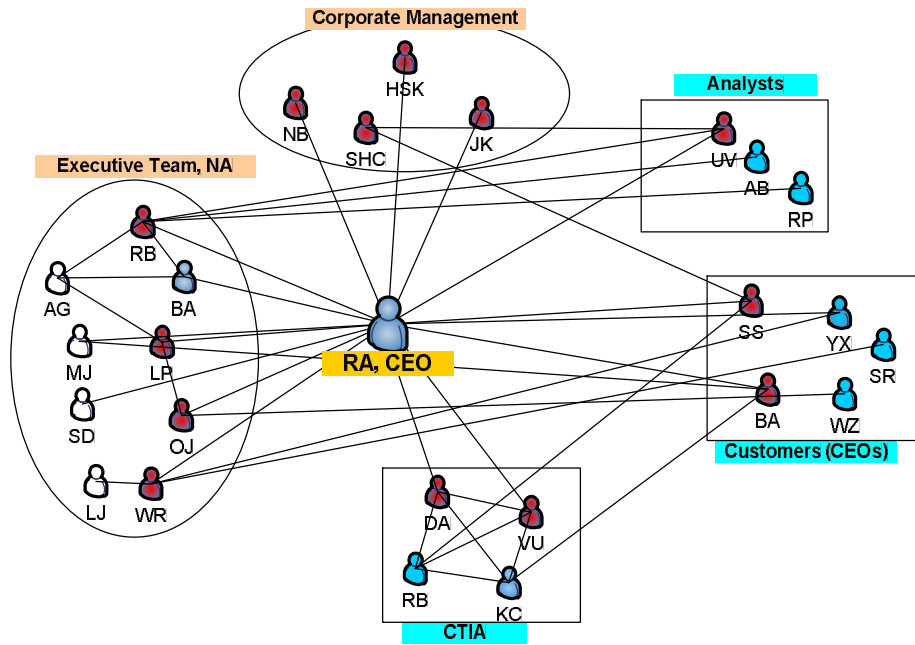 Corporate Management
HSK
NB
SHC
JK
Analysts
UV
AB
RP
Executive Team, NA
RB
AG
BA
MJ
LP
SD
OJ
LJ
WR
RA, CEO
SS
YX
SR
BA
WZ
Customers (CEOs)
DA
VU
RB
KC
CTIA